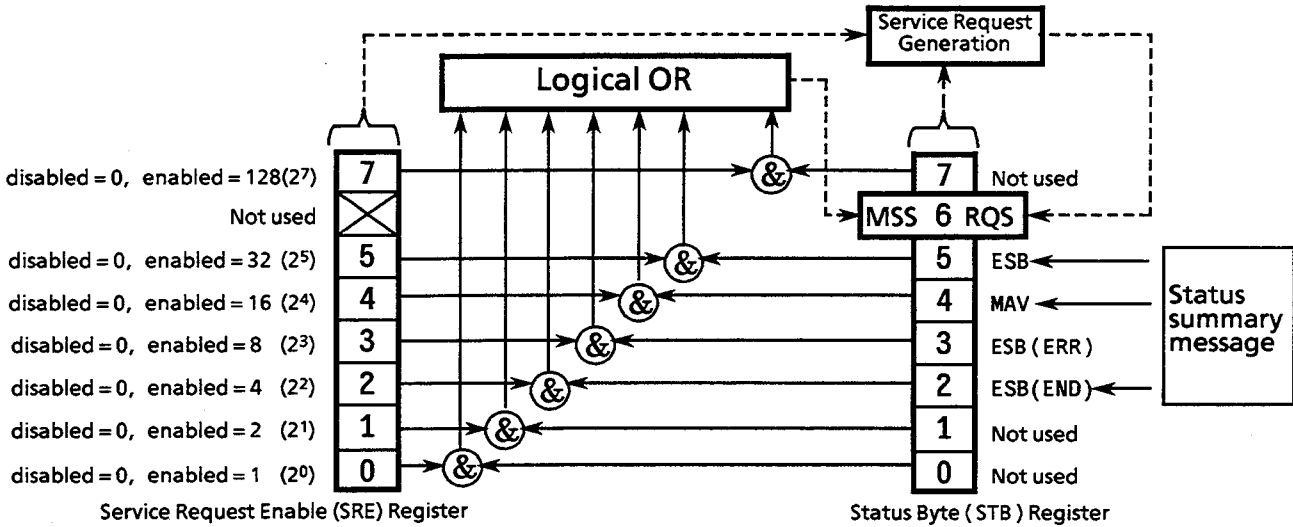 Service Request
Generation
Logical OR
disabled = 0, enabled = 128(2⁷) 7 & 7 Not used
Not used MSS 6 RQS
disabled = 0, enabled = 32 (2⁵) 5 & 5 ESB
disabled = 0, enabled = 16 (2⁴) 4 & 4 MAV
disabled = 0, enabled = 8 (2³) 3 & 3 ESB(ERR)
disabled = 0, enabled = 4 (2²) 2 & 2 ESB(END)
disabled = 0, enabled = 2 (2¹) 1 & 1 Not used
disabled = 0, enabled = 1 (2⁰) 0 & 0 Not used
Status
summary
message
Service Request Enable (SRE) Register
Status Byte (STB) Register